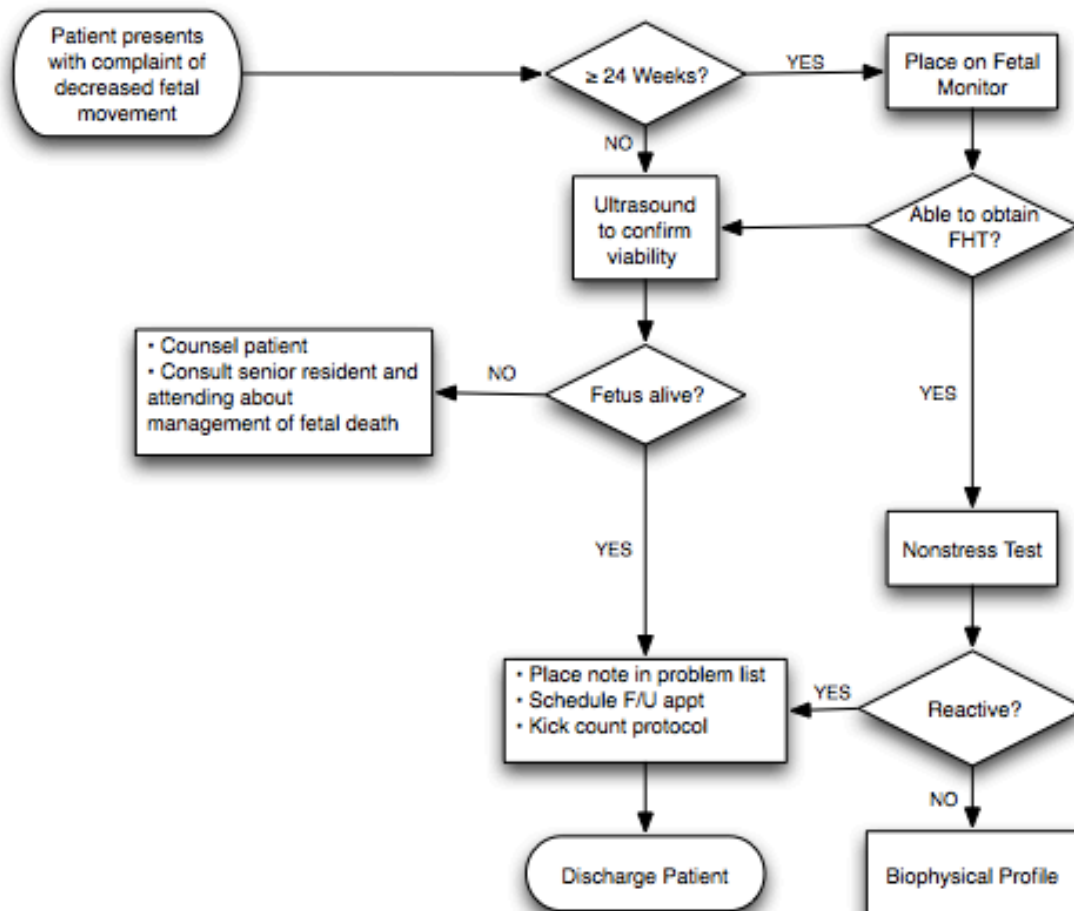 Patient presents
with complaint of
decreased fetal
movement
≥ 24 Weeks?
YES
Place on Fetal
Monitor
NO
Ultrasound
to confirm
viability
Able to obtain
FHT?
• Counsel patient
• Consult senior resident and
attending about
management of fetal death
NO
Fetus alive?
YES
YES
Nonstress Test
• Place note in problem list
• Schedule F/U appt
• Kick count protocol
YES
Reactive?
NO
Discharge Patient
Biophysical Profile